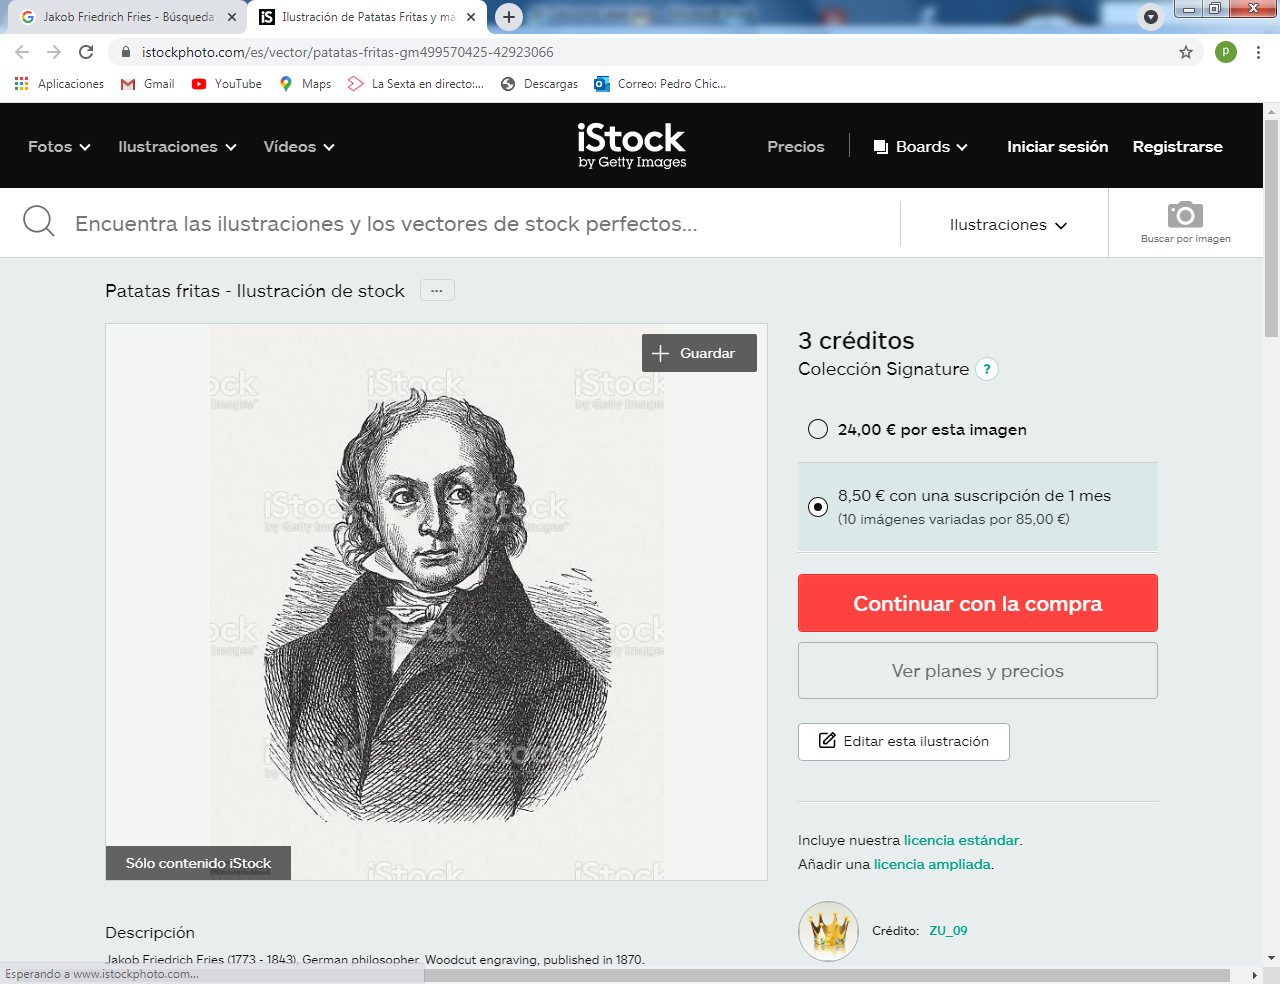 Jakob Friedrich Fries - Búsqueda
Ilustración de Patatas Fritas y má
istockphoto.com/es/vector/patatas-fritas-gm499570425-42923066
p
Aplicaciones
Gmail
YouTube
Maps
La Sexta en directo:...
Descargas
Correo: Pedro Chic...
Fotos
Ilustraciones
Vídeos
iStock
by Getty Images
Precios
Boards
Iniciar sesión
Registrarse
Encuentra las ilustraciones y los vectores de stock perfectos...
Ilustraciones
Buscar por imagen
Patatas fritas - Ilustración de stock
...
Guardar
iStock
by Getty Images
Sólo contenido iStock
3 créditos
Colección Signature ?
24,00 € por esta imagen
8,50 € con una suscripción de 1 mes
(10 imágenes variadas por 85,00 €)
Continuar con la compra
Ver planes y precios
Editar esta ilustración
Incluye nuestra licencia estándar.
Añadir una licencia ampliada.
Crédito: ZU_09
Descripción
Jakob Friedrich Fries (1773 - 1843), German philosopher. Woodcut engraving, published in 1870.
Esperando a www.istockphoto.com...